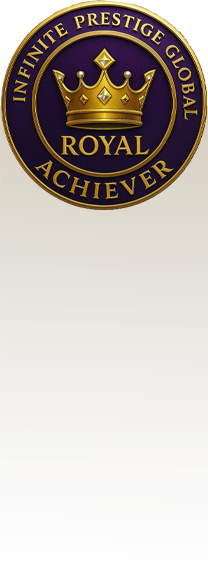 INFINITE PRESTIGE GLOBAL
ROYAL
ACHIEVER